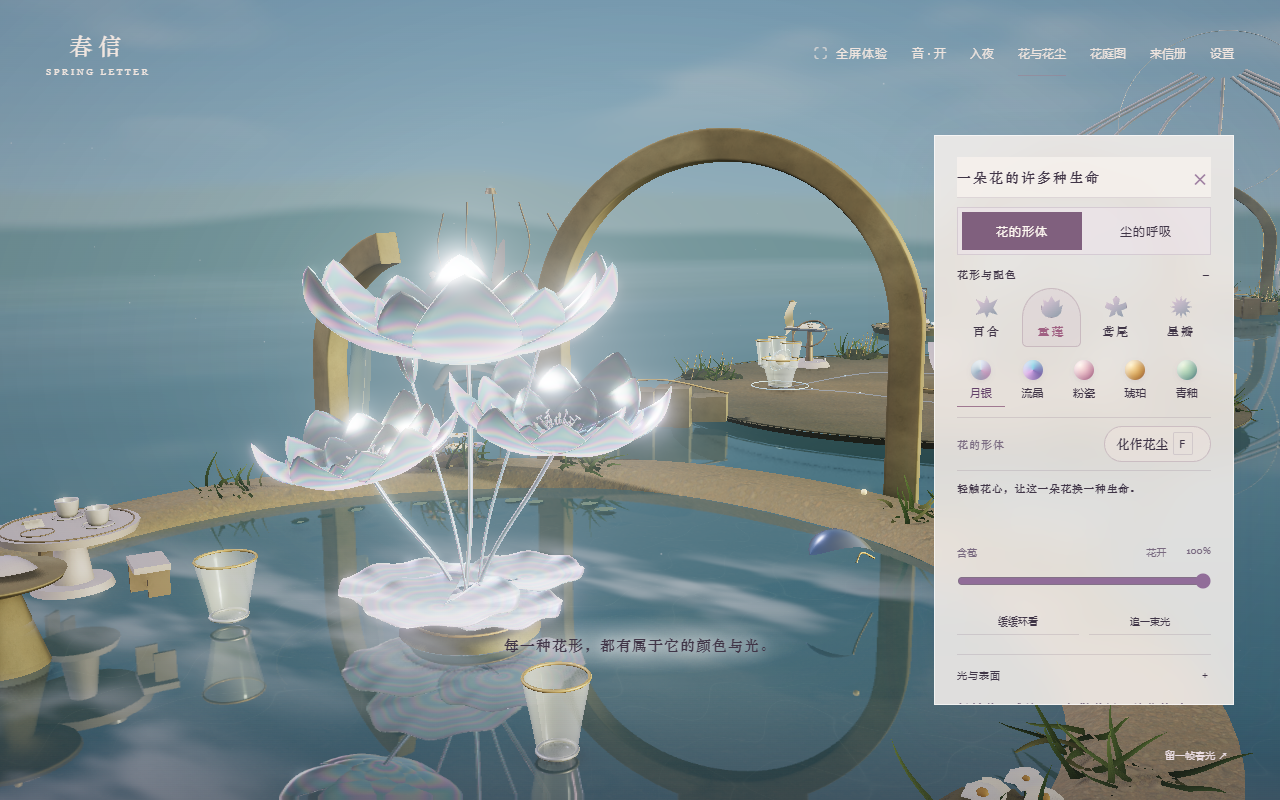 春信
SPRING LETTER
全屏体验 音·开 入夜 花与花尘 花庭图 来信册 设置
一朵花的许多种生命 ×
花的形体 尘的呼吸
花形与配色 −
百合 重莲 鸢尾 星瓣
月银 流晶 粉瓷 琥珀 青釉
花的形体 化作花尘 F
轻触花心，让这一朵花换一种生命。
含苞 花开 100%
缓缓环看 追一束光
每一种花形，都有属于它的颜色与光。
光与表面 +
留一帧春光 ↗